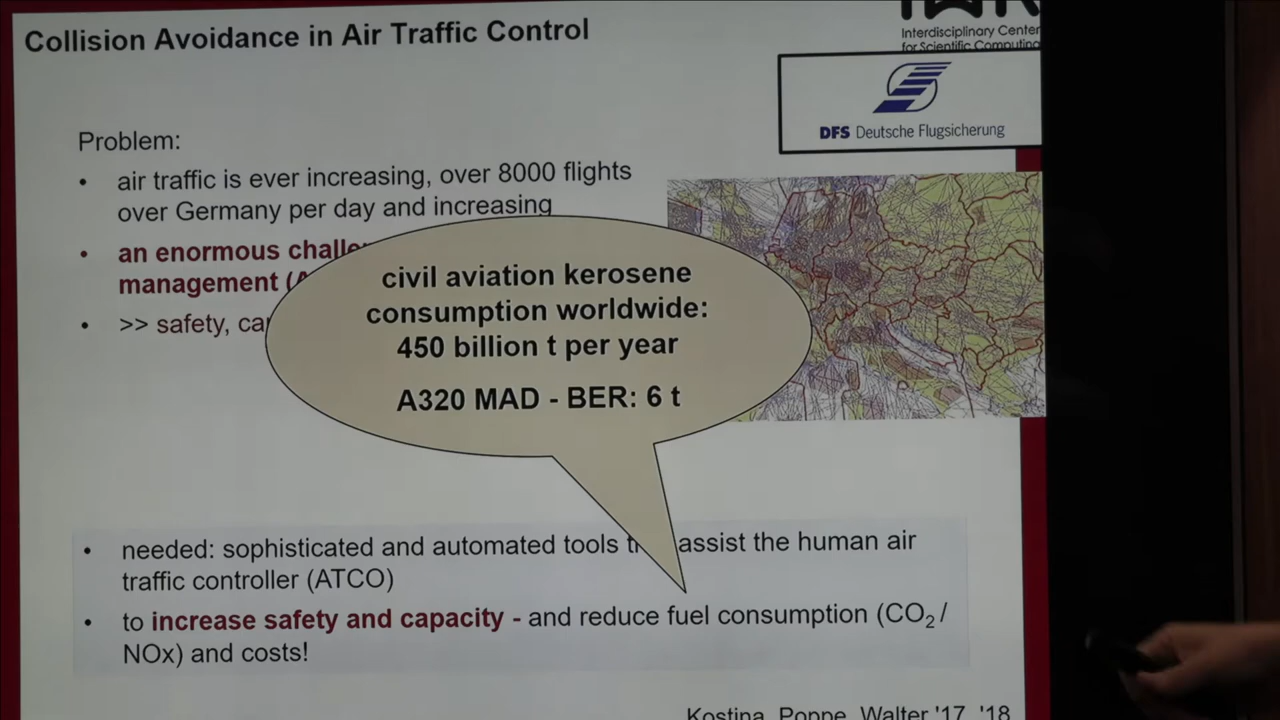 Collision Avoidance in Air Traffic Control
Interdisciplinary Center
for Scientific Computing
DFS Deutsche Flugsicherung
Problem:
• air traffic is ever increasing, over 8000 flights
over Germany per day and increasing
• an enormous
management
• >> safety,
civil aviation kerosene
consumption worldwide:
450 billion t per year
A320 MAD - BER: 6 t
• needed: sophisticated and automated tools assist the human air
traffic controller (ATCO)
• to increase safety and capacity - and reduce fuel consumption (CO₂ /
NOx) and costs!
Kostina, Poppe, Walter '17, '18